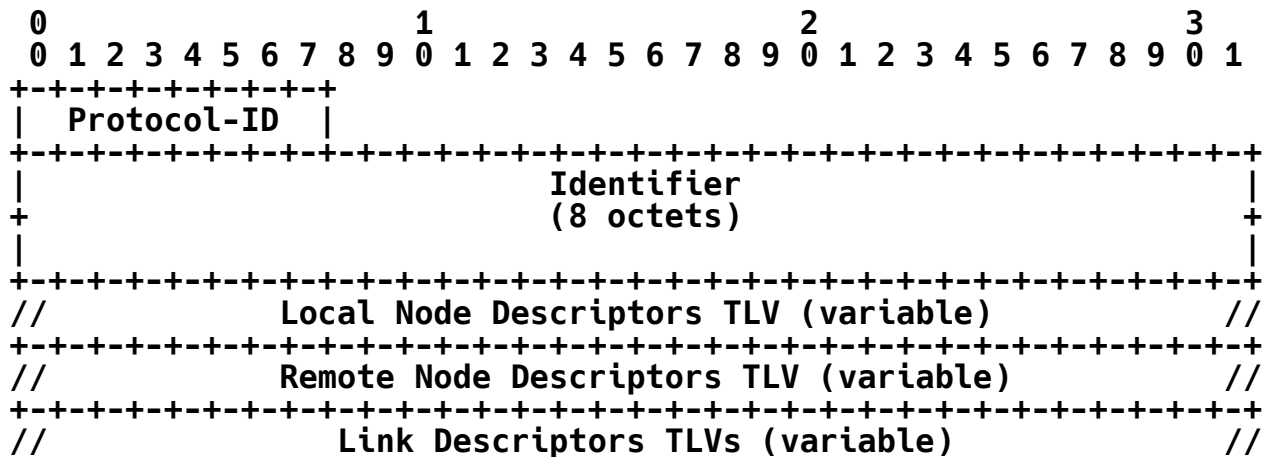 0                   1                   2                   3
 0 1 2 3 4 5 6 7 8 9 0 1 2 3 4 5 6 7 8 9 0 1 2 3 4 5 6 7 8 9 0 1
+-+-+-+-+-+-+-+-+
|  Protocol-ID  |
+-+-+-+-+-+-+-+-+-+-+-+-+-+-+-+-+-+-+-+-+-+-+-+-+-+-+-+-+-+-+-+-+
|                           Identifier                          |
+                           (8 octets)                          +
|                                                               |
+-+-+-+-+-+-+-+-+-+-+-+-+-+-+-+-+-+-+-+-+-+-+-+-+-+-+-+-+-+-+-+-+
//            Local Node Descriptors TLV (variable)            //
+-+-+-+-+-+-+-+-+-+-+-+-+-+-+-+-+-+-+-+-+-+-+-+-+-+-+-+-+-+-+-+-+
//            Remote Node Descriptors TLV (variable)           //
+-+-+-+-+-+-+-+-+-+-+-+-+-+-+-+-+-+-+-+-+-+-+-+-+-+-+-+-+-+-+-+-+
//               Link Descriptors TLVs (variable)              //